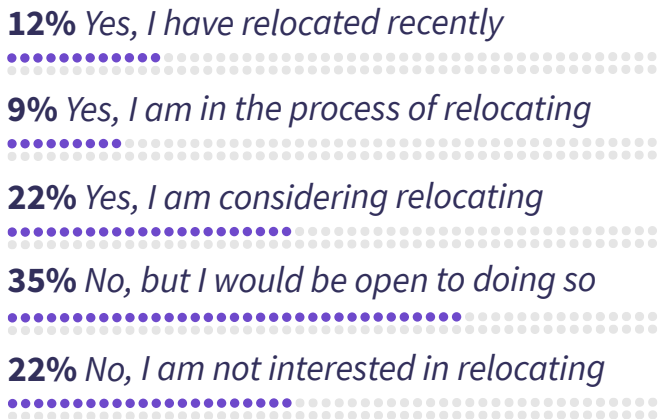 12% Yes, I have relocated recently
9% Yes, I am in the process of relocating
22% Yes, I am considering relocating
35% No, but I would be open to doing so
22% No, I am not interested in relocating